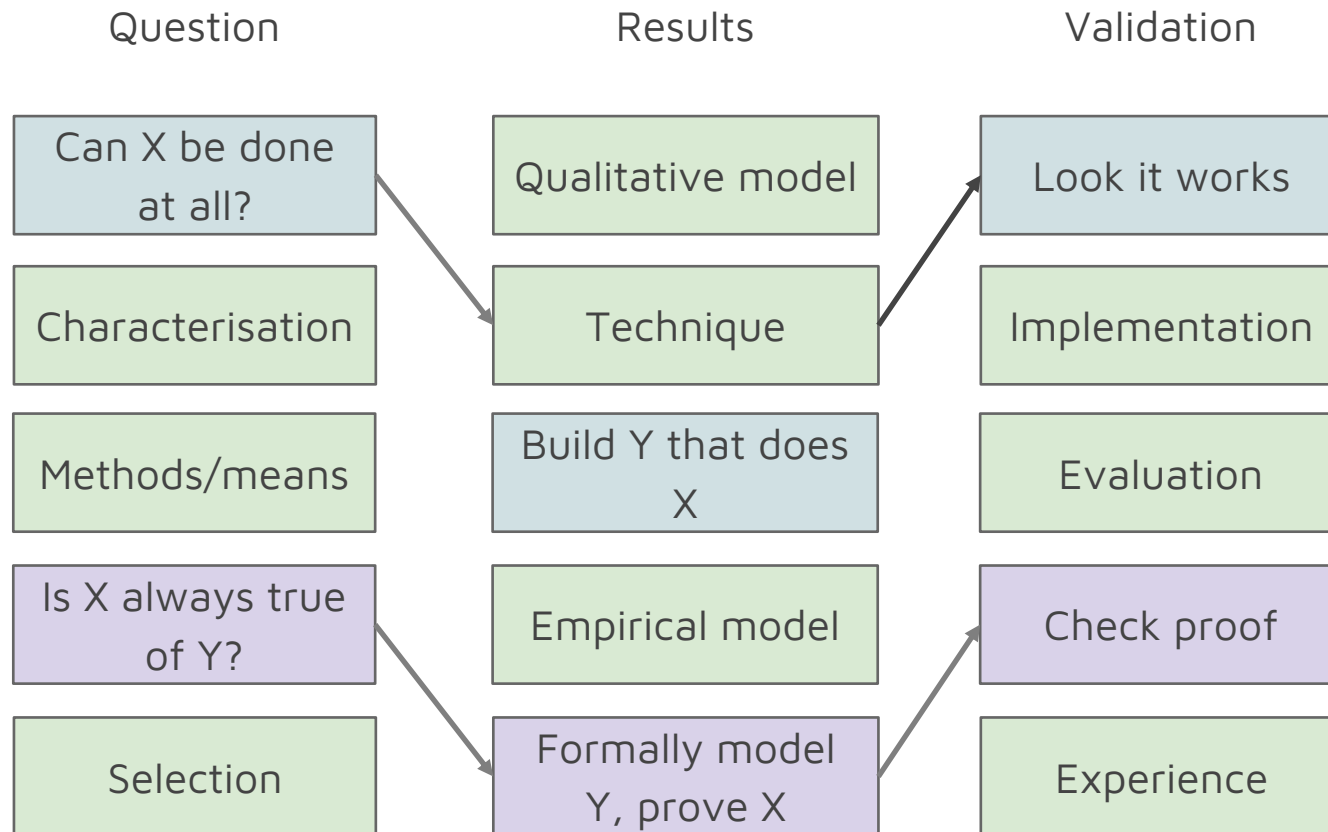 Question
Results
Validation
Can X be done
at all?
Qualitative model
Look it works
Characterisation
Technique
Implementation
Methods/means
Build Y that does
X
Evaluation
Is X always true
of Y?
Empirical model
Check proof
Selection
Formally model
Y, prove X
Experience